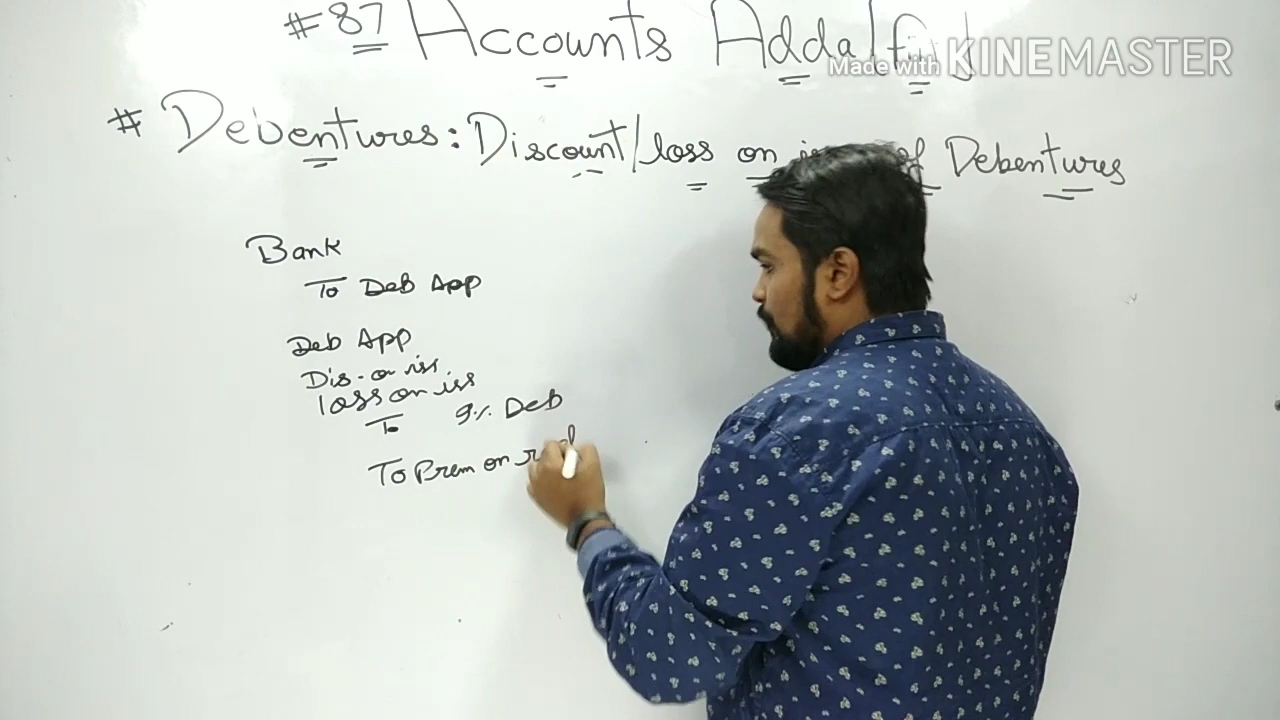 #87 Accounts Adda
Made with KINEMASTER
# Debentures: Discount/loss on of Debentures
Bank
To Deb App
Deb App
Dis-on iss.
loss on iss
To 9% Deb
To Prem on